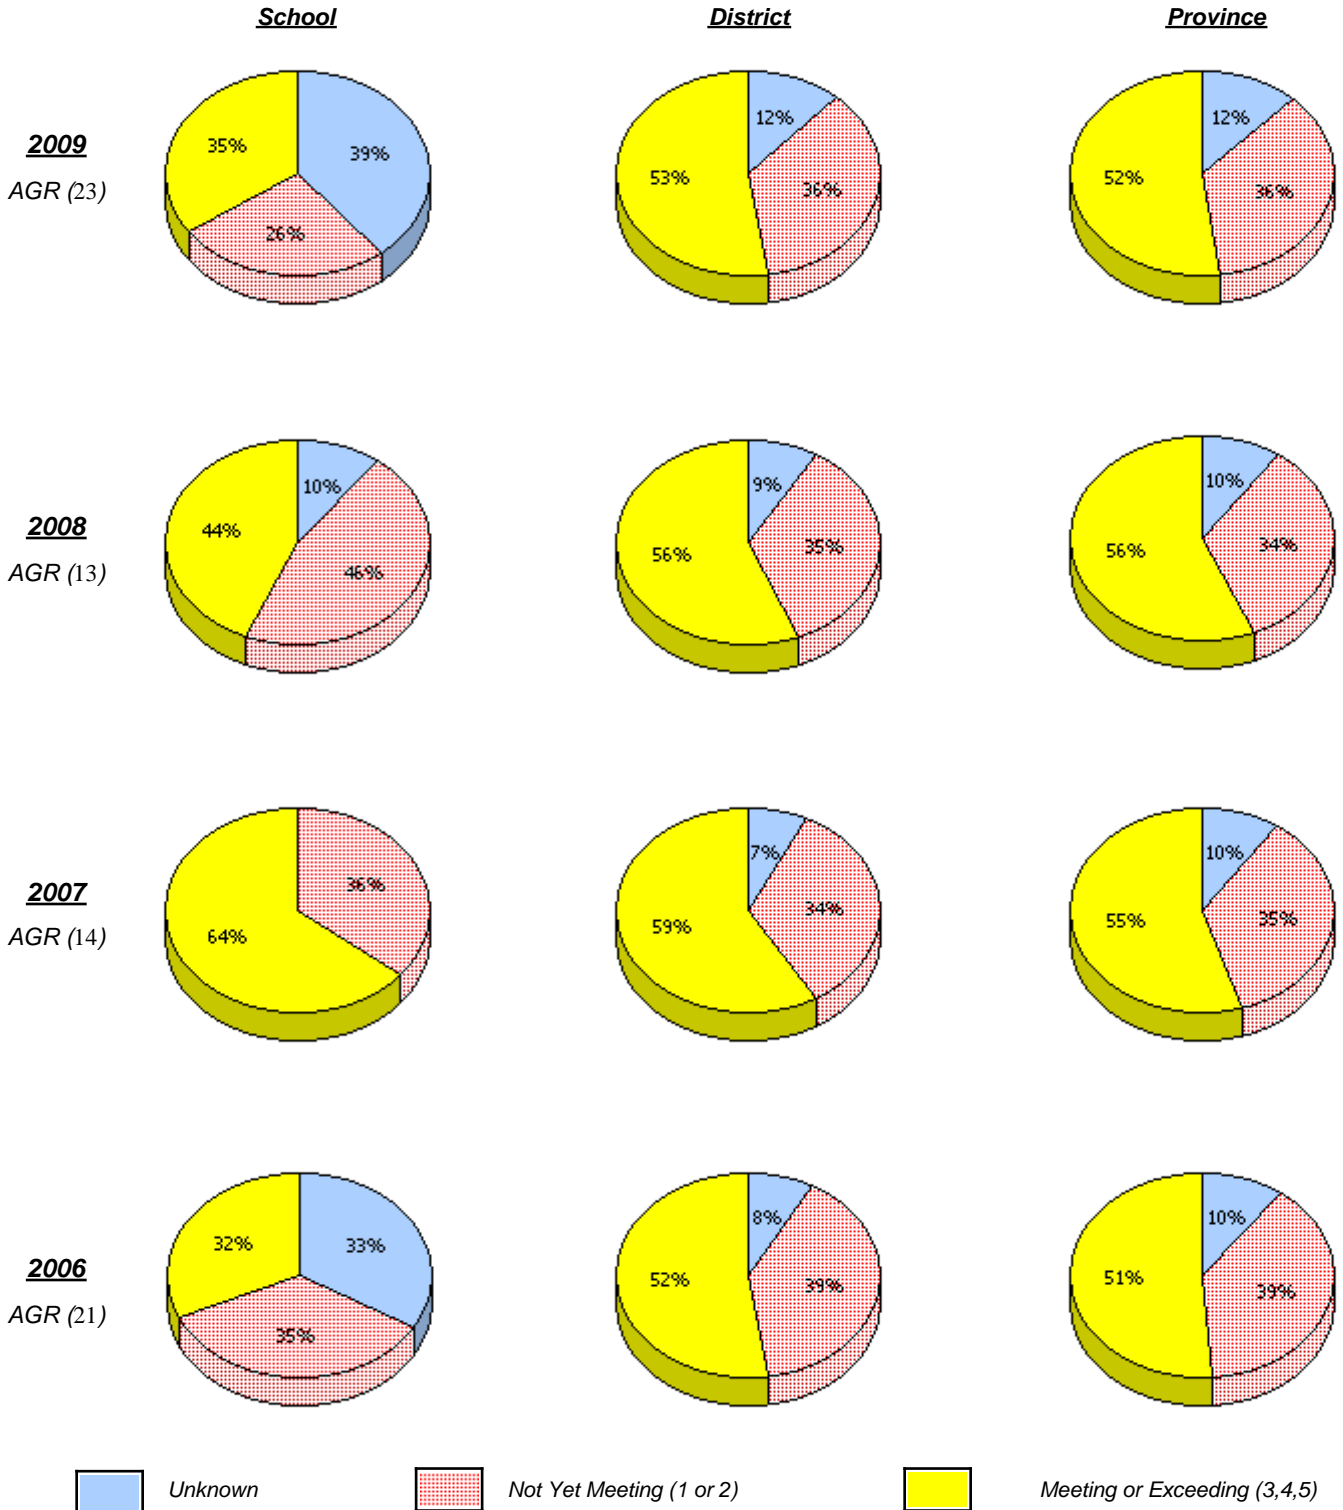 School District Province
39% 26% 35%
12% 36% 53%
12% 36% 52%
2009
AGR (23)
10% 46% 44%
9% 35% 56%
10% 34% 56%
2008
AGR (13)
36% 64%
7% 34% 59%
10% 35% 55%
2007
AGR (14)
33% 35% 32%
8% 39% 52%
10% 39% 51%
2006
AGR (21)
Unknown Not Yet Meeting (1 or 2) Meeting or Exceeding (3,4,5)